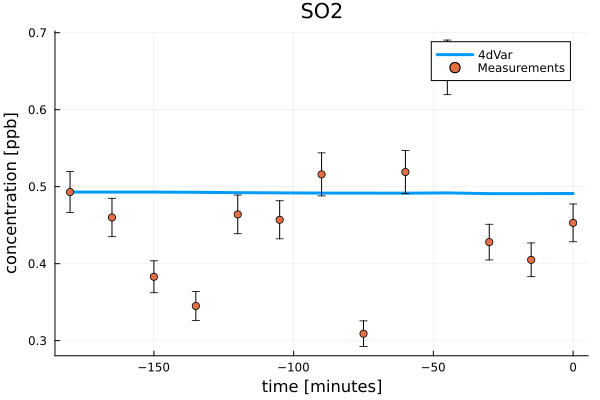 SO2
0.7
4dVar
Measurements
0.6
0.5
0.4
0.3
−150
−100
−50
0
time [minutes]
concentration [ppb]